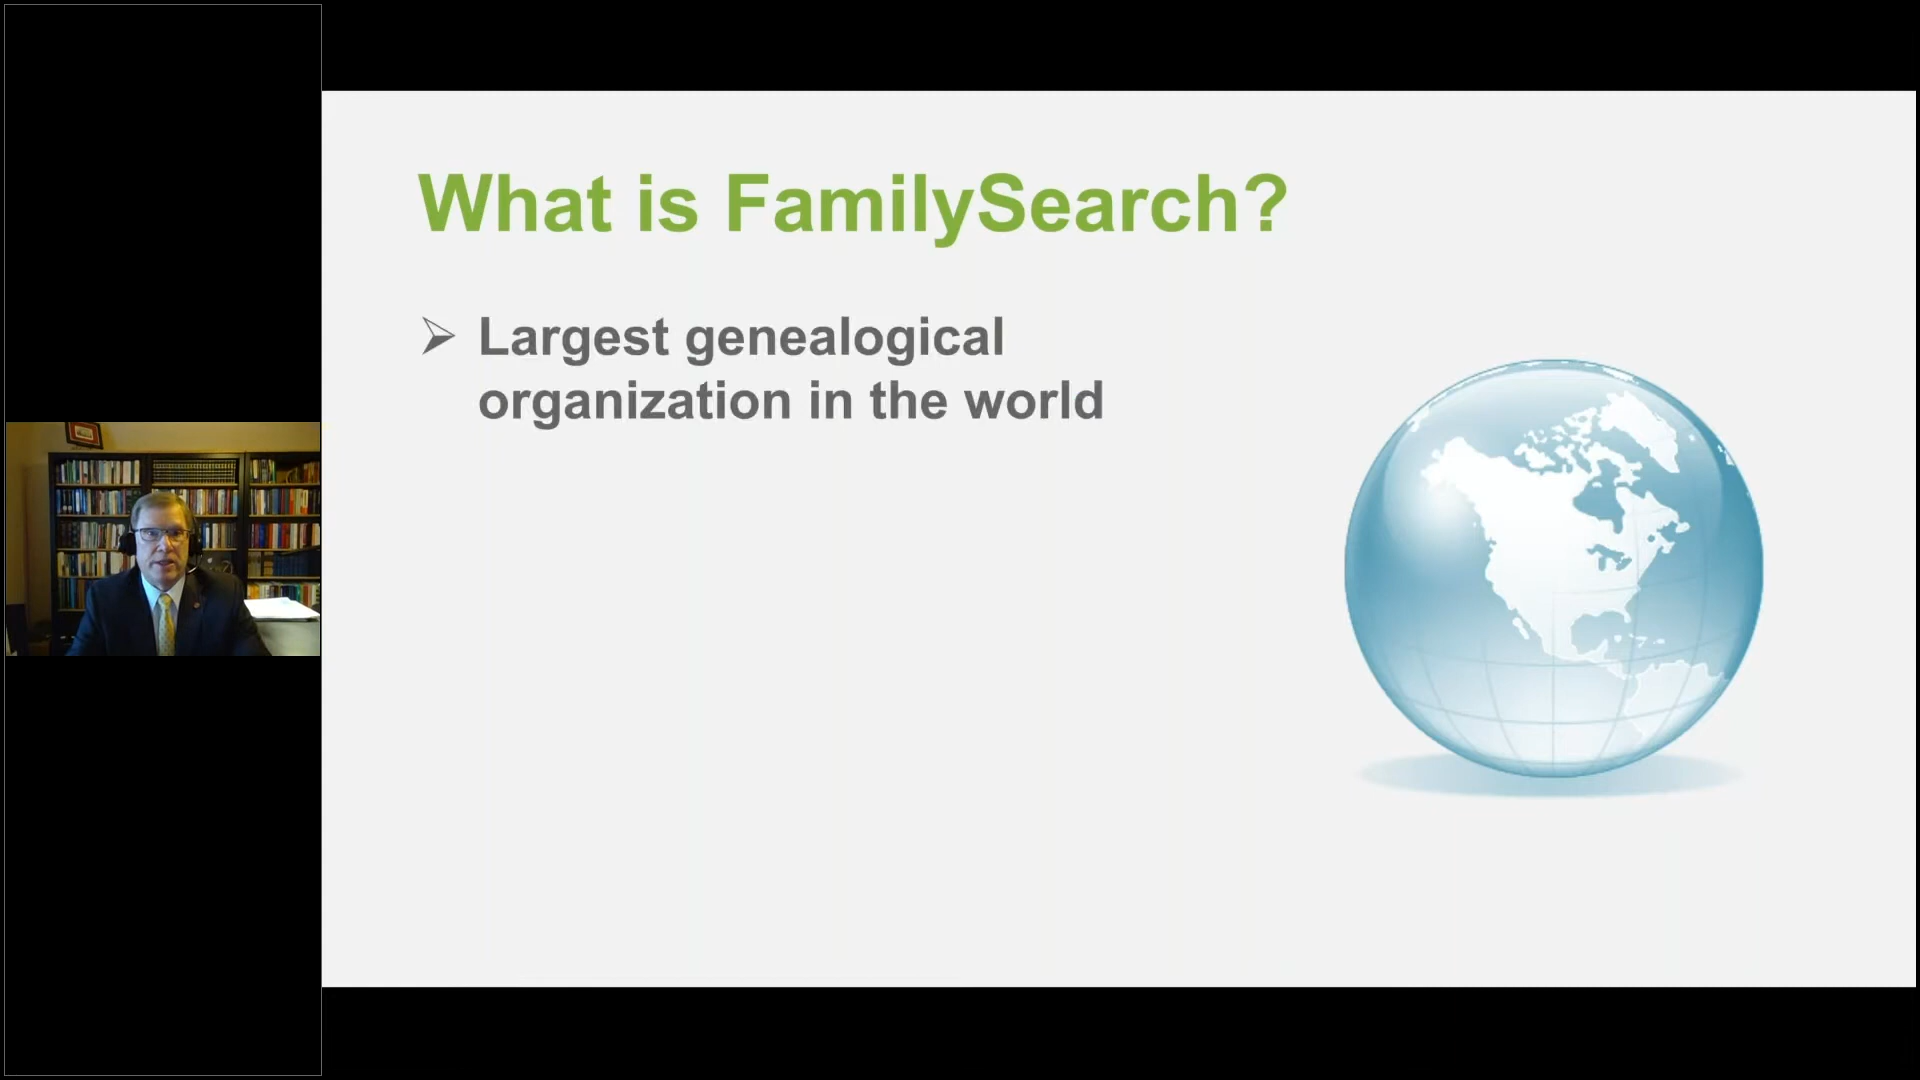 What is FamilySearch?
Largest genealogical
organization in the world